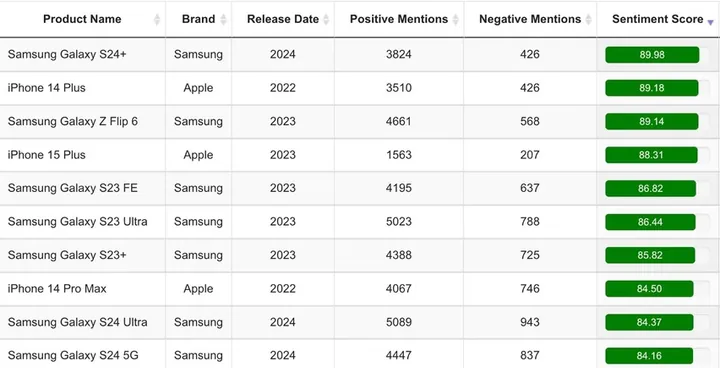 Product Name Brand Release Date Positive Mentions Negative Mentions Sentiment Score
Samsung Galaxy S24+ Samsung 2024 3824 426 89.98
iPhone 14 Plus Apple 2022 3510 426 89.18
Samsung Galaxy Z Flip 6 Samsung 2023 4661 568 89.14
iPhone 15 Plus Apple 2023 1563 207 88.31
Samsung Galaxy S23 FE Samsung 2023 4195 637 86.82
Samsung Galaxy S23 Ultra Samsung 2023 5023 788 86.44
Samsung Galaxy S23+ Samsung 2023 4388 725 85.82
iPhone 14 Pro Max Apple 2022 4067 746 84.50
Samsung Galaxy S24 Ultra Samsung 2024 5089 943 84.37
Samsung Galaxy S24 5G Samsung 2024 4447 837 84.16